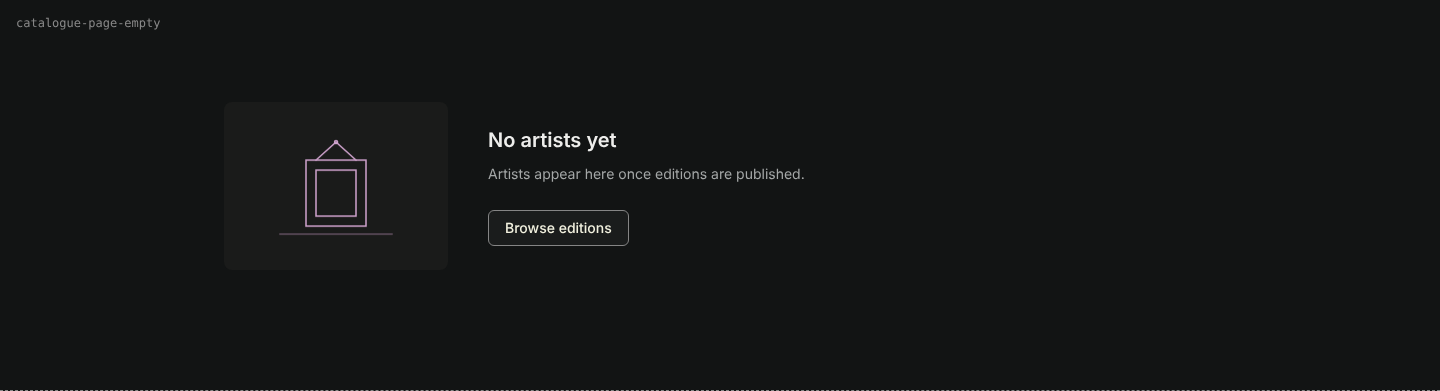 catalogue-page-empty
No artists yet
Artists appear here once editions are published.
Browse editions